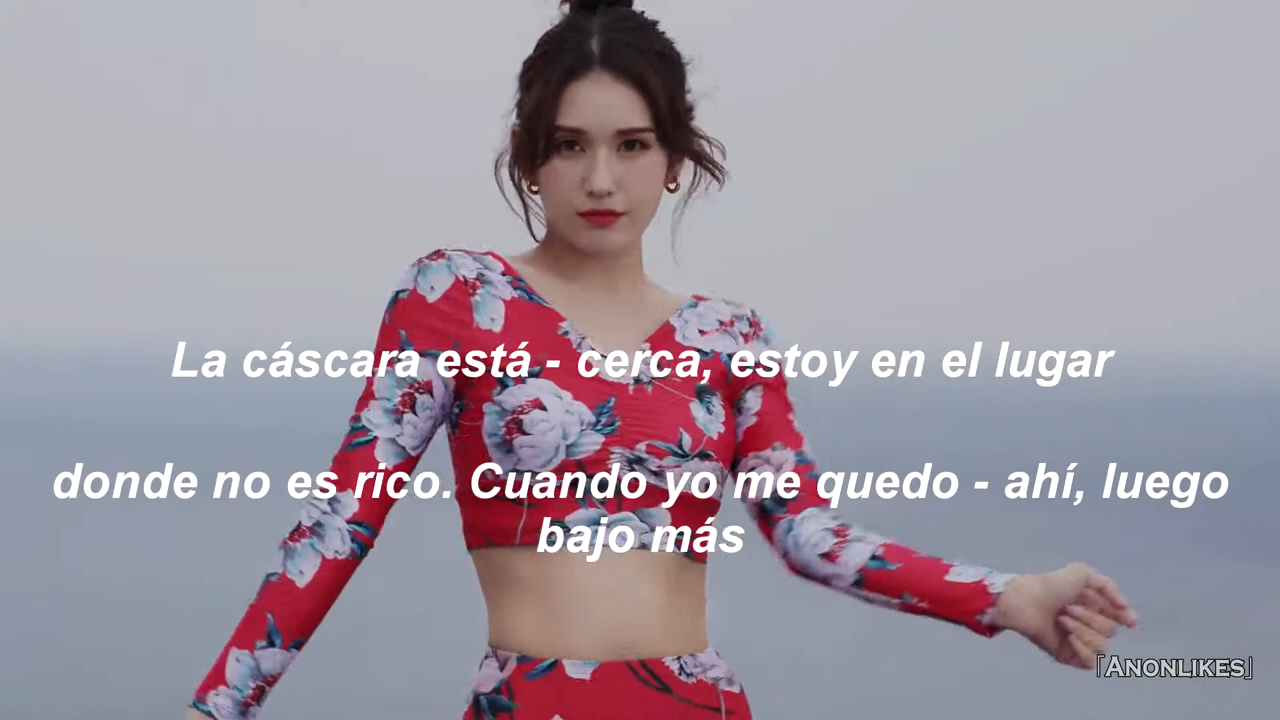 La cáscara está - cerca, estoy en el lugar
donde no es rico. Cuando yo me quedo - ahí, luego
bajo más
「ANONLIKES」